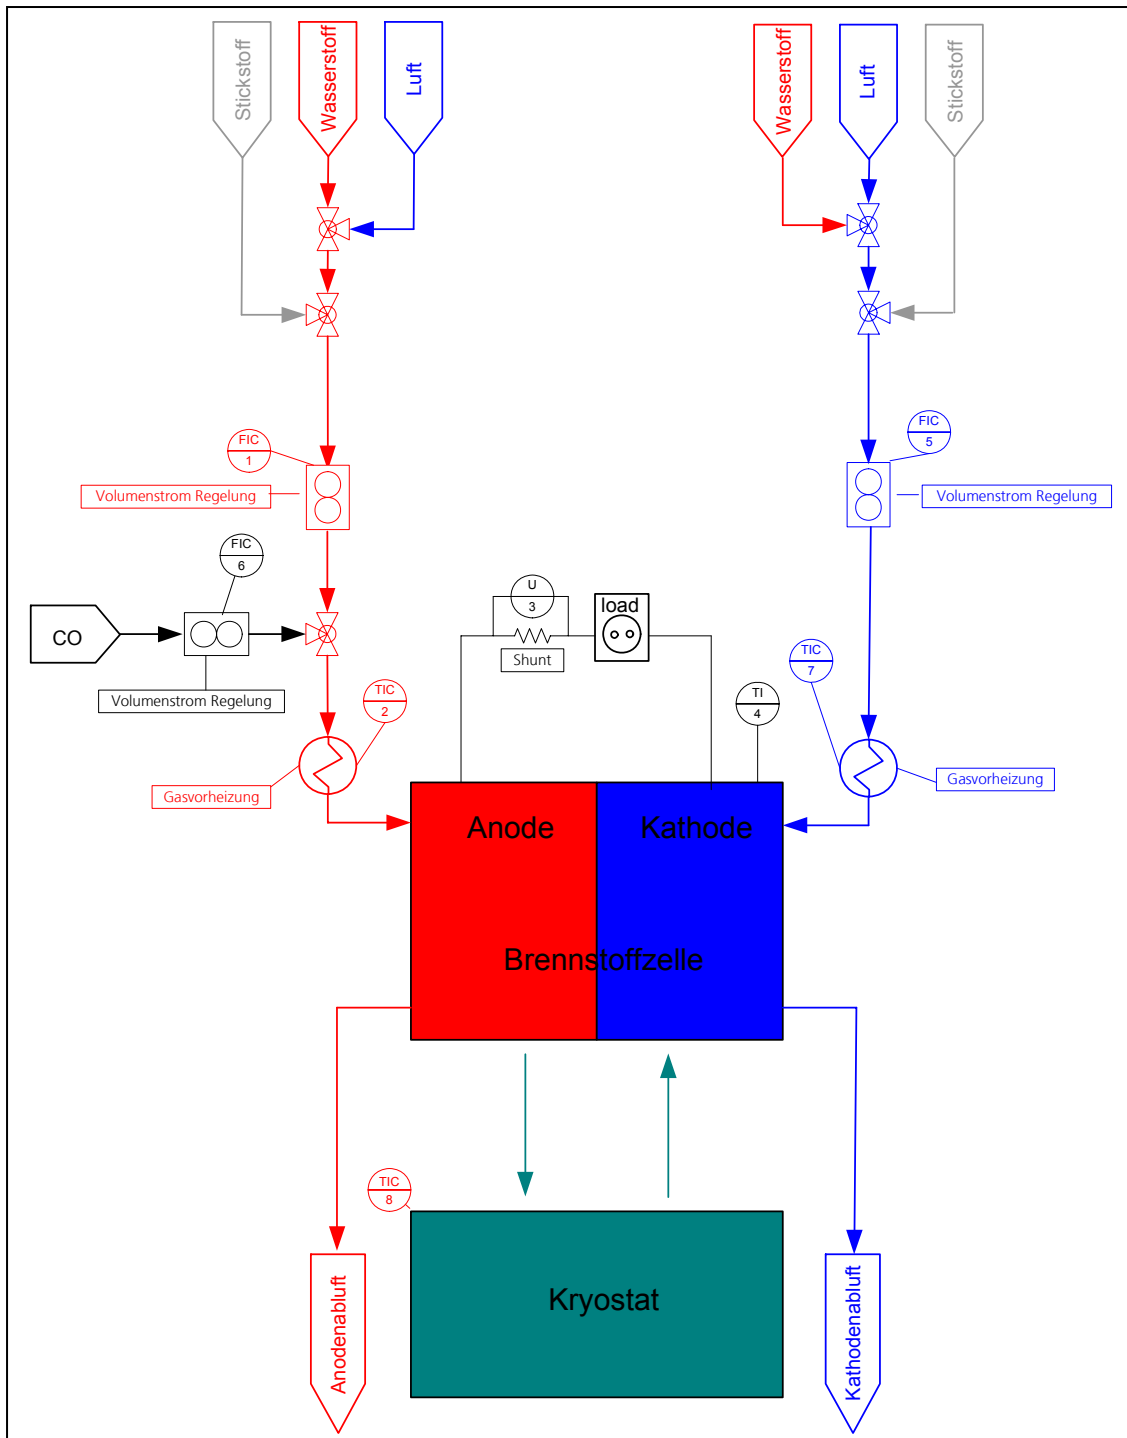 Stickstoff
Wasserstoff
Luft
Wasserstoff
Luft
Stickstoff
FIC
1
Volumenstrom Regelung
FIC
5
Volumenstrom Regelung
FIC
6
CO
Volumenstrom Regelung
U
3
Shunt
load
TIC
2
Gasvorheizung
TI
4
TIC
7
Gasvorheizung
Anode
Kathode
Brennstoffzelle
TIC
8
Kryostat
Anodenabluft
Kathodenabluft